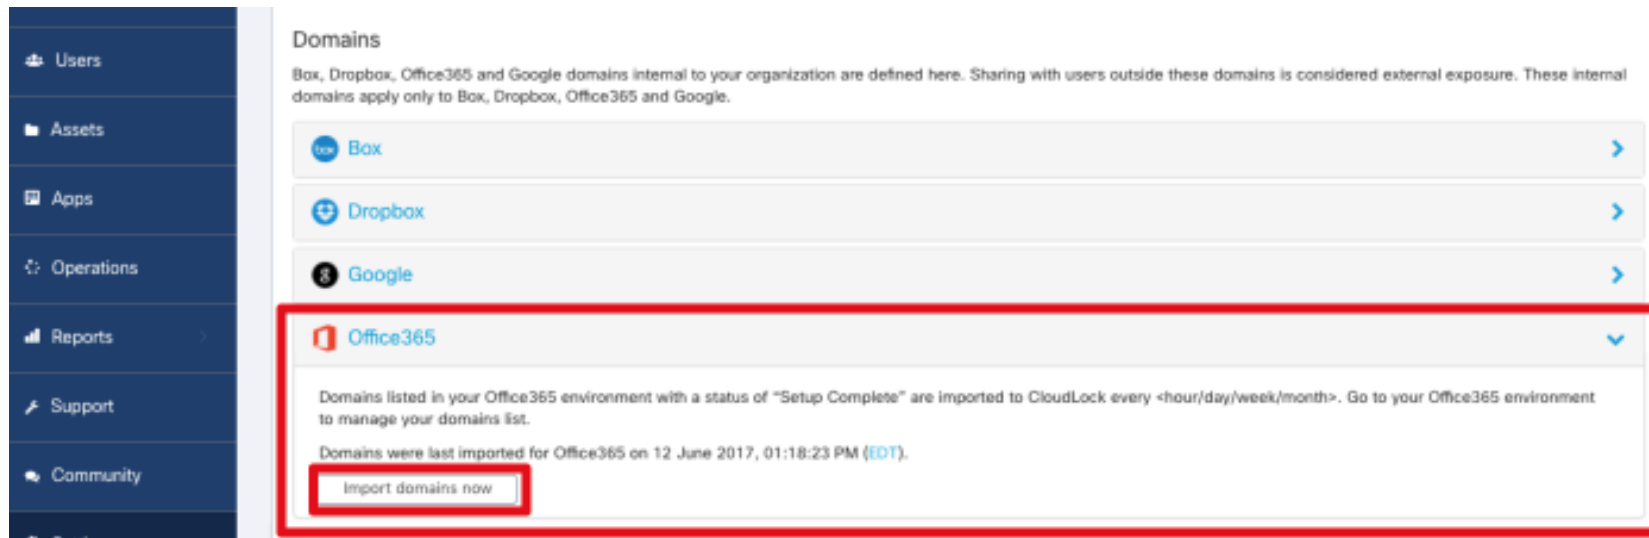 Users
Assets
Apps
Operations
Reports
Support
Community
Domains
Box, Dropbox, Office365 and Google domains internal to your organization are defined here. Sharing with users outside these domains is considered external exposure. These internal
domains apply only to Box, Dropbox, Office365 and Google.
box Box
Dropbox
g Google
Office365
Domains listed in your Office365 environment with a status of “Setup Complete” are imported to CloudLock every <hour/day/week/month>. Go to your Office365 environment
to manage your domains list.
Domains were last imported for Office365 on 12 June 2017, 01:18:23 PM (EDT).
Import domains now